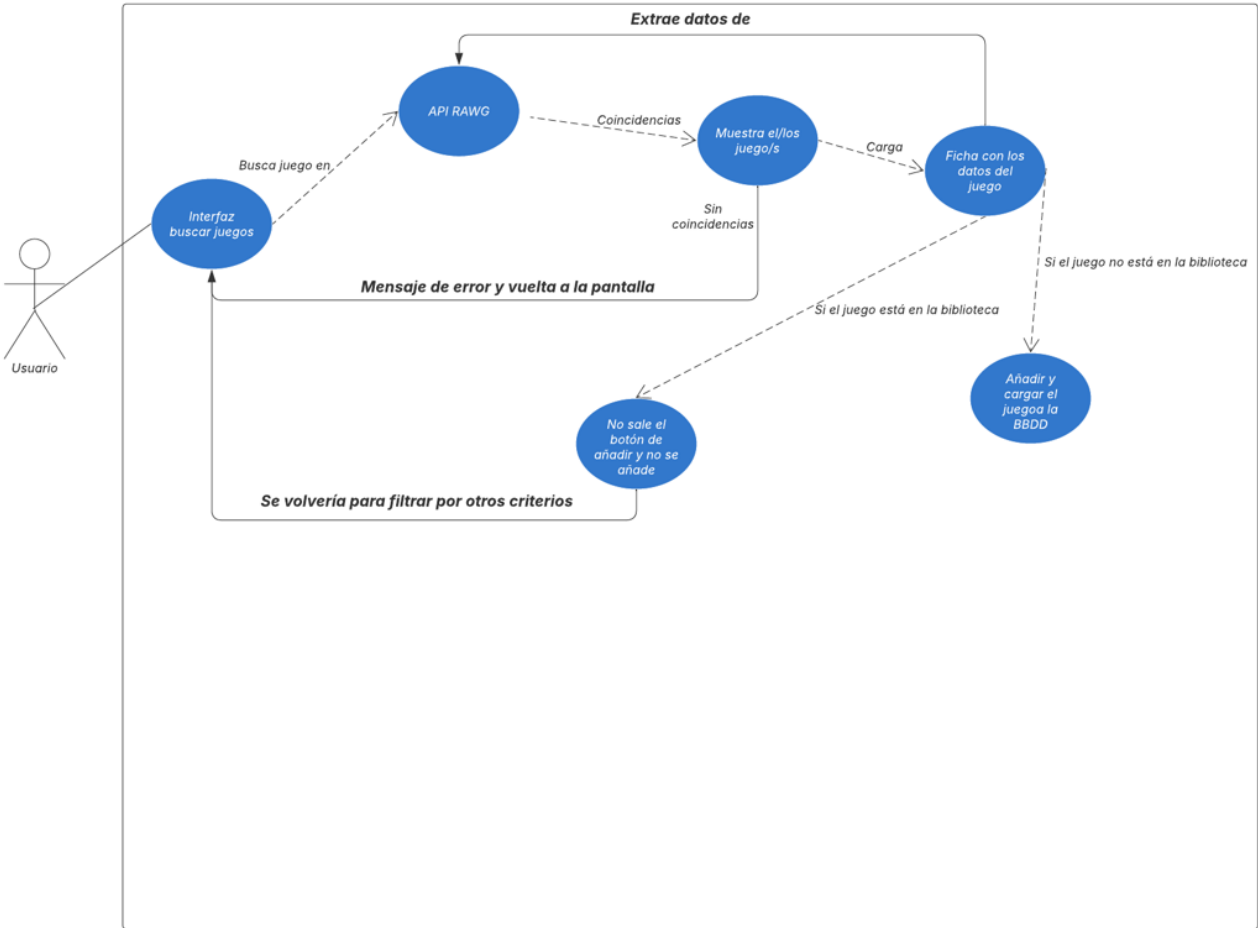 Extrae datos de
API RAWG
Coincidencias
Muestra el/los
juego/s
Carga
Ficha con los
datos del
juego
Busca juego en
Interfaz
buscar juegos
Sin
coincidencias
Si el juego no está en la biblioteca
Mensaje de error y vuelta a la pantalla
Si el juego está en la biblioteca
Usuario
Añadir y
cargar el
juegoa la
BBDD
No sale el
botón de
añadir y no se
añade
Se volvería para filtrar por otros criterios